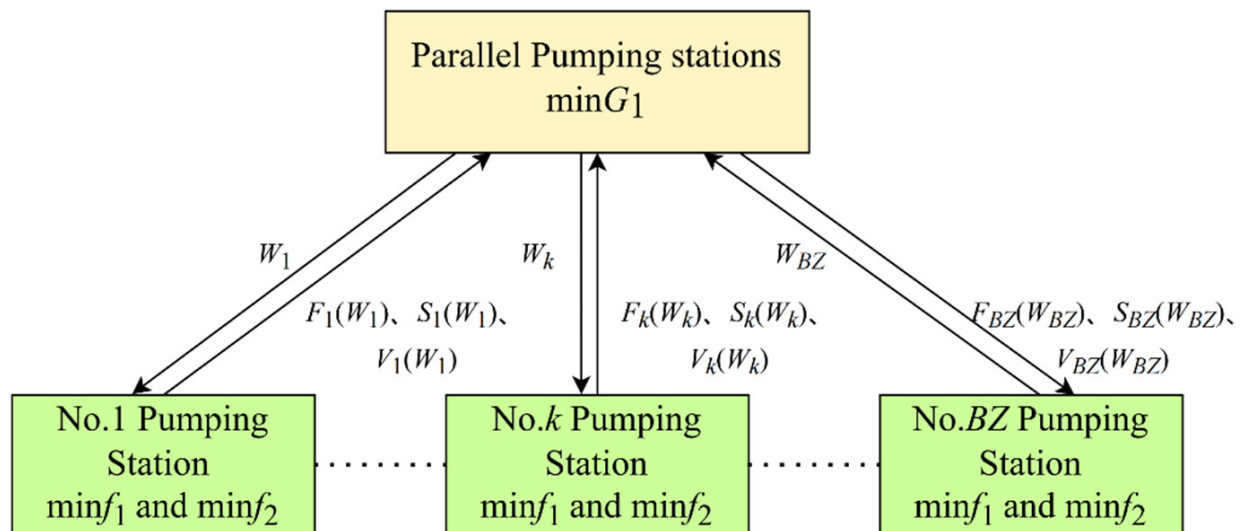 Parallel Pumping stations
minG1
W1
Wk
WBZ
F1(W1)、S1(W1)、
V1(W1)
Fk(Wk)、Sk(Wk)、
Vk(Wk)
FBZ(WBZ)、SBZ(WBZ)、
VBZ(WBZ)
No.1 Pumping
Station
minf1 and minf2
No.k Pumping
Station
minf1 and minf2
No.BZ Pumping
Station
minf1 and minf2